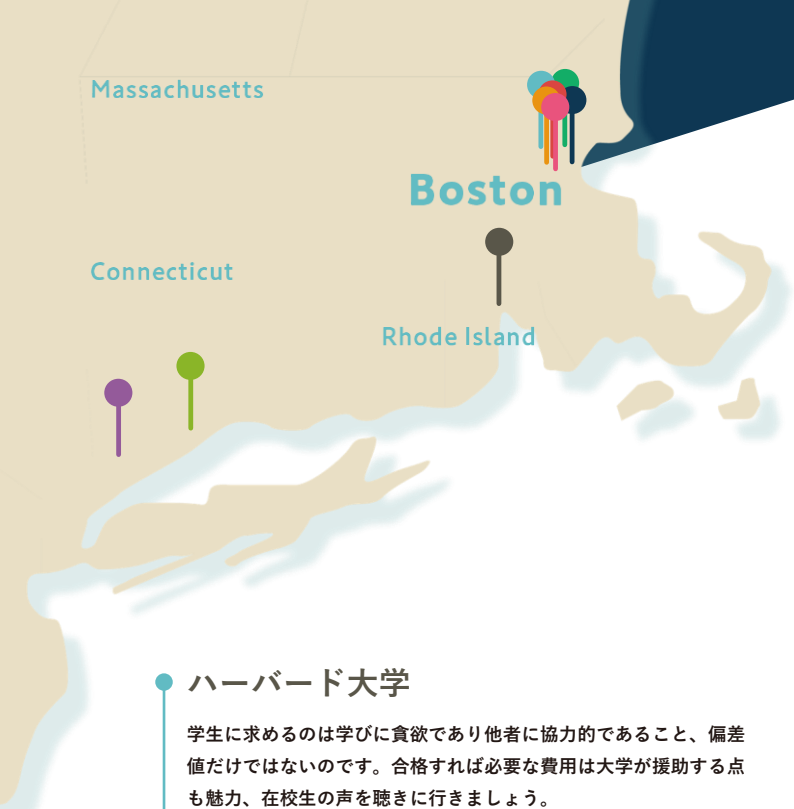 Massachusetts
Boston
Connecticut
Rhode Island
ハーバード大学
学生に求めるのは学びに貪欲であり他者に協力的であること、偏差
値だけではないのです。合格すれば必要な費用は大学が援助する点
も魅力、在校生の声を聴きに行きましょう。